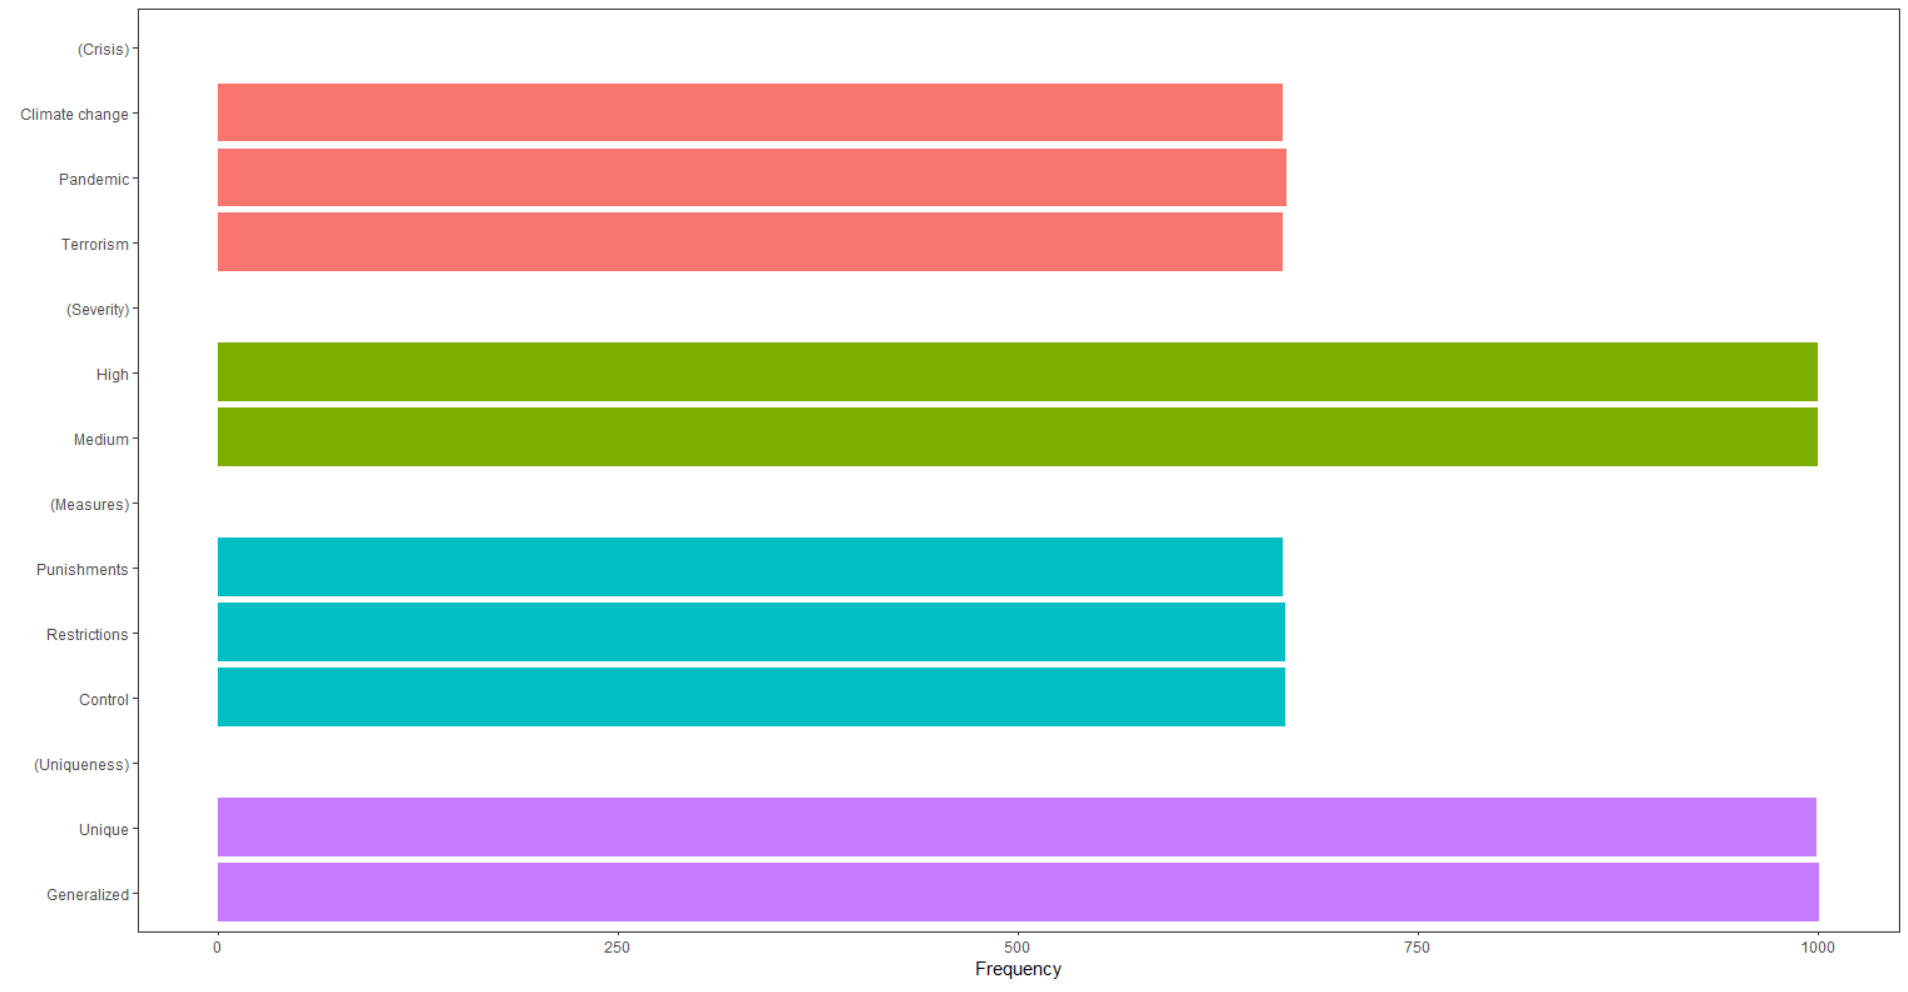 (Crisis)
Climate change
Pandemic
Terrorism
(Severity)
High
Medium
(Measures)
Punishments
Restrictions
Control
(Uniqueness)
Unique
Generalized
0 250 500 750 1000
Frequency